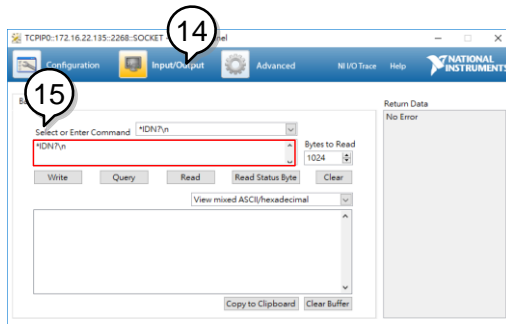 TCPIP0::172.16.22.135::2268::SOCKET - nel
14
Configuration Input/Output Advanced NI I/O Trace Help NATIONAL INSTRUMENTS
15
Return Data
No Error
Select or Enter Command *IDN?\n
*IDN?\n
Bytes to Read
1024
Write Query Read Read Status Byte Clear
View mixed ASCII/hexadecimal
Copy to Clipboard Clear Buffer